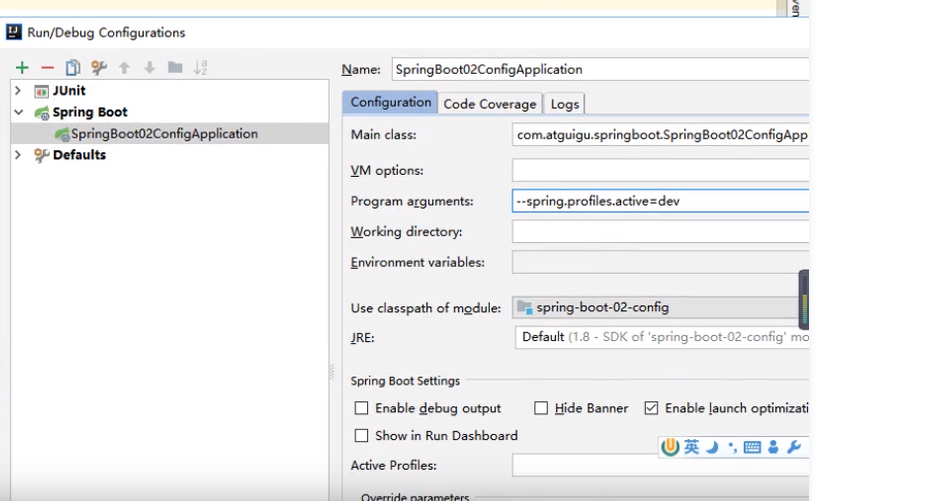 ven
Run/Debug Configurations
JUnit
Spring Boot
SpringBoot02ConfigApplication
Defaults
Name: SpringBoot02ConfigApplication
Configuration Code Coverage Logs
Main class: com.atguigu.springboot.SpringBoot02ConfigApp
VM options:
Program arguments: --spring.profiles.active=dev
Working directory:
Environment variables:
Use classpath of module: spring-boot-02-config
JRE: Default (1.8 - SDK of 'spring-boot-02-config' mo
Spring Boot Settings
Enable debug output Hide Banner Enable launch optimizati
Show in Run Dashboard
英
Active Profiles:
Override parameters